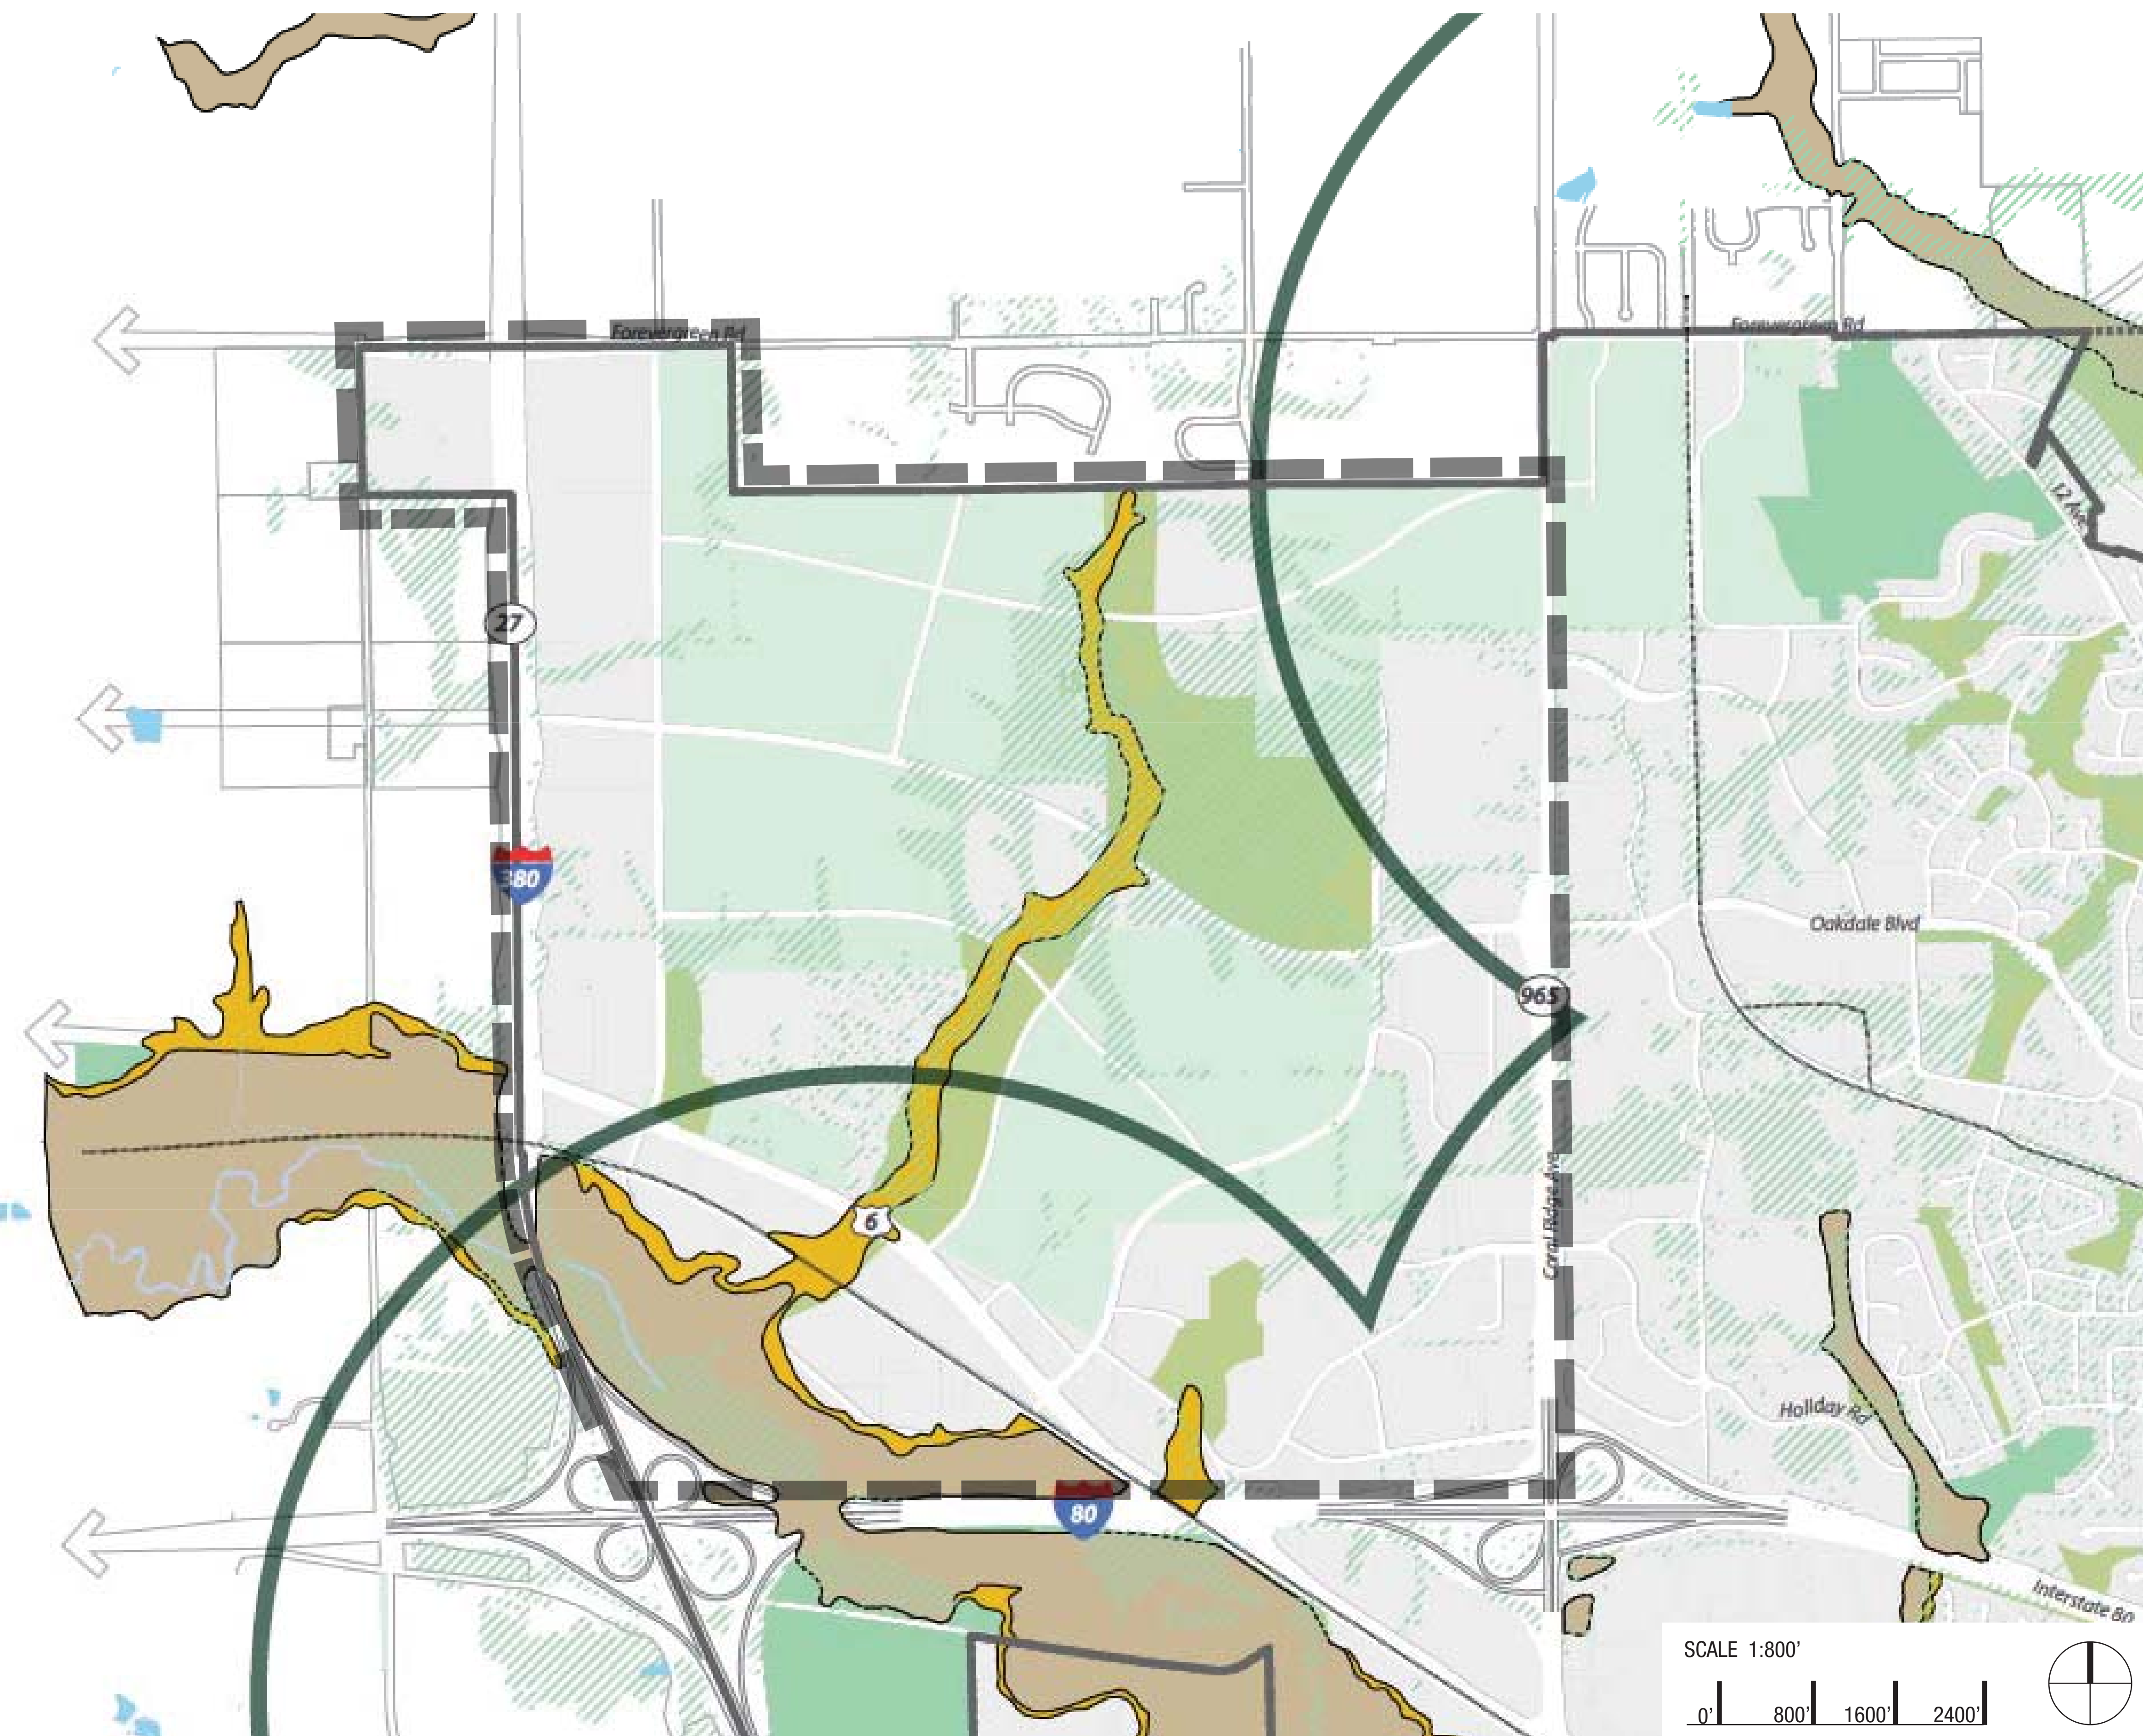 Forevergreen Rd
Forevergreen Rd
12 Ave
27
380
Oakdale Blvd
965
Coral Ridge Ave
6
Holiday Rd
80
Interstate 80
SCALE 1:800'
0' 800' 1600' 2400'